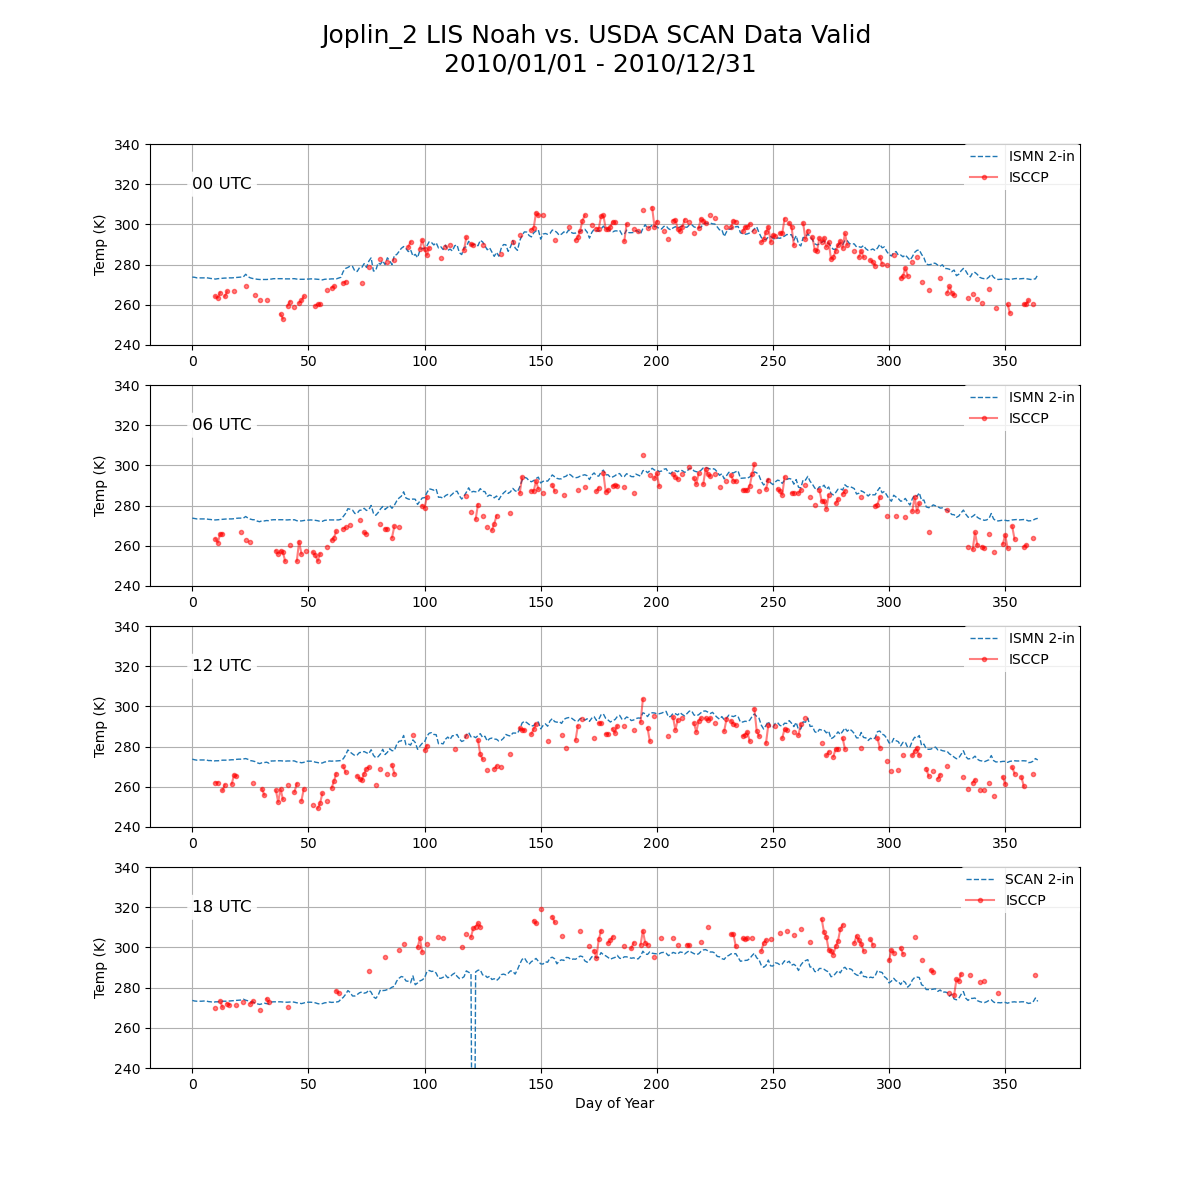 Joplin_2 LIS Noah vs. USDA SCAN Data Valid
2010/01/01 - 2010/12/31
340
320
300
280
260
240
Temp (K)
00 UTC
ISMN 2-in
ISCCP
0 50 100 150 200 250 300 350
340
320
300
280
260
240
Temp (K)
06 UTC
ISMN 2-in
ISCCP
0 50 100 150 200 250 300 350
340
320
300
280
260
240
Temp (K)
12 UTC
ISMN 2-in
ISCCP
0 50 100 150 200 250 300 350
340
320
300
280
260
240
Temp (K)
18 UTC
SCAN 2-in
ISCCP
0 50 100 150 200 250 300 350
Day of Year